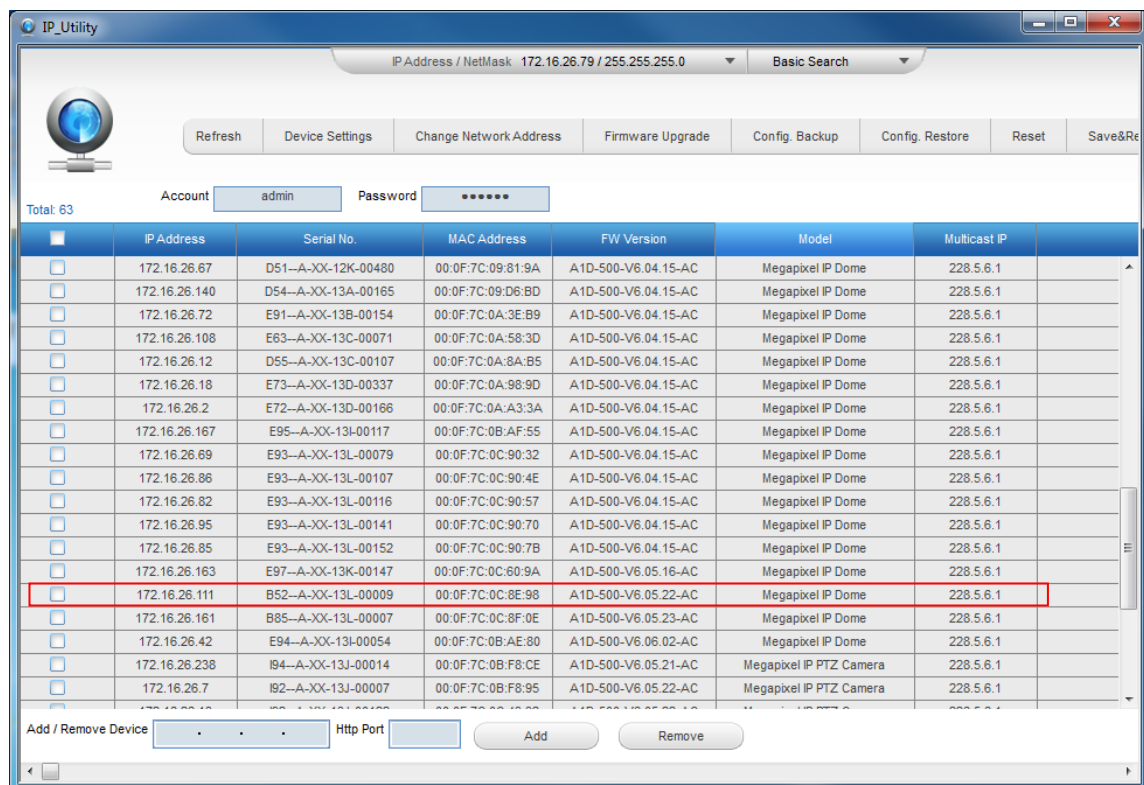 IP_Utility
IP Address / NetMask 172.16.26.79 / 255.255.255.0 Basic Search
Refresh Device Settings Change Network Address Firmware Upgrade Config. Backup Config. Restore Reset Save&Re
Account admin Password ●●●●●●
Total: 63
IP Address Serial No. MAC Address FW Version Model Multicast IP
172.16.26.67 D51--A-XX-12K-00480 00:0F:7C:09:81:9A A1D-500-V6.04.15-AC Megapixel IP Dome 228.5.6.1
172.16.26.140 D54--A-XX-13A-00165 00:0F:7C:09:D6:BD A1D-500-V6.04.15-AC Megapixel IP Dome 228.5.6.1
172.16.26.72 E91--A-XX-13B-00154 00:0F:7C:0A:3E:B9 A1D-500-V6.04.15-AC Megapixel IP Dome 228.5.6.1
172.16.26.108 E63--A-XX-13C-00071 00:0F:7C:0A:58:3D A1D-500-V6.04.15-AC Megapixel IP Dome 228.5.6.1
172.16.26.12 D55--A-XX-13C-00107 00:0F:7C:0A:8A:B5 A1D-500-V6.04.15-AC Megapixel IP Dome 228.5.6.1
172.16.26.18 E73--A-XX-13D-00337 00:0F:7C:0A:98:9D A1D-500-V6.04.15-AC Megapixel IP Dome 228.5.6.1
172.16.26.2 E72--A-XX-13D-00166 00:0F:7C:0A:A3:3A A1D-500-V6.04.15-AC Megapixel IP Dome 228.5.6.1
172.16.26.167 E95--A-XX-13I-00117 00:0F:7C:0B:AF:55 A1D-500-V6.04.15-AC Megapixel IP Dome 228.5.6.1
172.16.26.69 E93--A-XX-13L-00079 00:0F:7C:0C:90:32 A1D-500-V6.04.15-AC Megapixel IP Dome 228.5.6.1
172.16.26.86 E93--A-XX-13L-00107 00:0F:7C:0C:90:4E A1D-500-V6.04.15-AC Megapixel IP Dome 228.5.6.1
172.16.26.82 E93--A-XX-13L-00116 00:0F:7C:0C:90:57 A1D-500-V6.04.15-AC Megapixel IP Dome 228.5.6.1
172.16.26.95 E93--A-XX-13L-00141 00:0F:7C:0C:90:70 A1D-500-V6.04.15-AC Megapixel IP Dome 228.5.6.1
172.16.26.85 E93--A-XX-13L-00152 00:0F:7C:0C:90:7B A1D-500-V6.04.15-AC Megapixel IP Dome 228.5.6.1
172.16.26.163 E97--A-XX-13K-00147 00:0F:7C:0C:60:9A A1D-500-V6.05.16-AC Megapixel IP Dome 228.5.6.1
172.16.26.111 B52--A-XX-13L-00009 00:0F:7C:0C:8E:98 A1D-500-V6.05.22-AC Megapixel IP Dome 228.5.6.1
172.16.26.161 B85--A-XX-13L-00007 00:0F:7C:0C:8F:0E A1D-500-V6.05.23-AC Megapixel IP Dome 228.5.6.1
172.16.26.42 E94--A-XX-13I-00054 00:0F:7C:0B:AE:80 A1D-500-V6.06.02-AC Megapixel IP Dome 228.5.6.1
172.16.26.238 I94--A-XX-13J-00014 00:0F:7C:0B:F8:CE A1D-500-V6.05.21-AC Megapixel IP PTZ Camera 228.5.6.1
172.16.26.7 I92--A-XX-13J-00007 00:0F:7C:0B:F8:95 A1D-500-V6.05.22-AC Megapixel IP PTZ Camera 228.5.6.1
Add / Remove Device . . . Http Port Add Remove